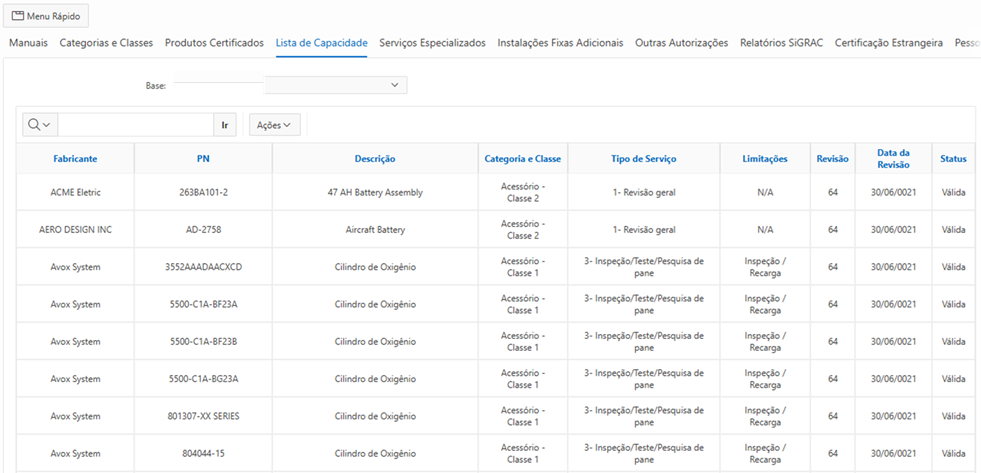 Menu Rápido
Manuais Categorias e Classes Produtos Certificados Lista de Capacidade Serviços Especializados Instalações Fixas Adicionais Outras Autorizações Relatórios SiGRAC Certificação Estrangeira Pesso
Base:
Ir Ações
Fabricante PN Descrição Categoria e Classe Tipo de Serviço Limitações Revisão Data da Revisão Status
ACME Eletric 263BA101-2 47 AH Battery Assembly Acessório - Classe 2 1- Revisão geral N/A 64 30/06/0021 Válida
AERO DESIGN INC AD-2758 Aircraft Battery Acessório - Classe 2 1- Revisão geral N/A 64 30/06/0021 Válida
Avox System 3552AAADAACXCD Cilindro de Oxigênio Acessório - Classe 1 3- Inspeção/Teste/Pesquisa de pane Inspeção / Recarga 64 30/06/0021 Válida
Avox System 5500-C1A-BF23A Cilindro de Oxigênio Acessório - Classe 1 3- Inspeção/Teste/Pesquisa de pane Inspeção / Recarga 64 30/06/0021 Válida
Avox System 5500-C1A-BF23B Cilindro de Oxigênio Acessório - Classe 1 3- Inspeção/Teste/Pesquisa de pane Inspeção / Recarga 64 30/06/0021 Válida
Avox System 5500-C1A-BG23A Cilindro de Oxigênio Acessório - Classe 1 3- Inspeção/Teste/Pesquisa de pane Inspeção / Recarga 64 30/06/0021 Válida
Avox System 801307-XX SERIES Cilindro de Oxigênio Acessório - Classe 1 3- Inspeção/Teste/Pesquisa de pane Inspeção / Recarga 64 30/06/0021 Válida
Avox System 804044-15 Cilindro de Oxigênio Acessório - Classe 1 3- Inspeção/Teste/Pesquisa de pane Inspeção / Recarga 64 30/06/0021 Válida